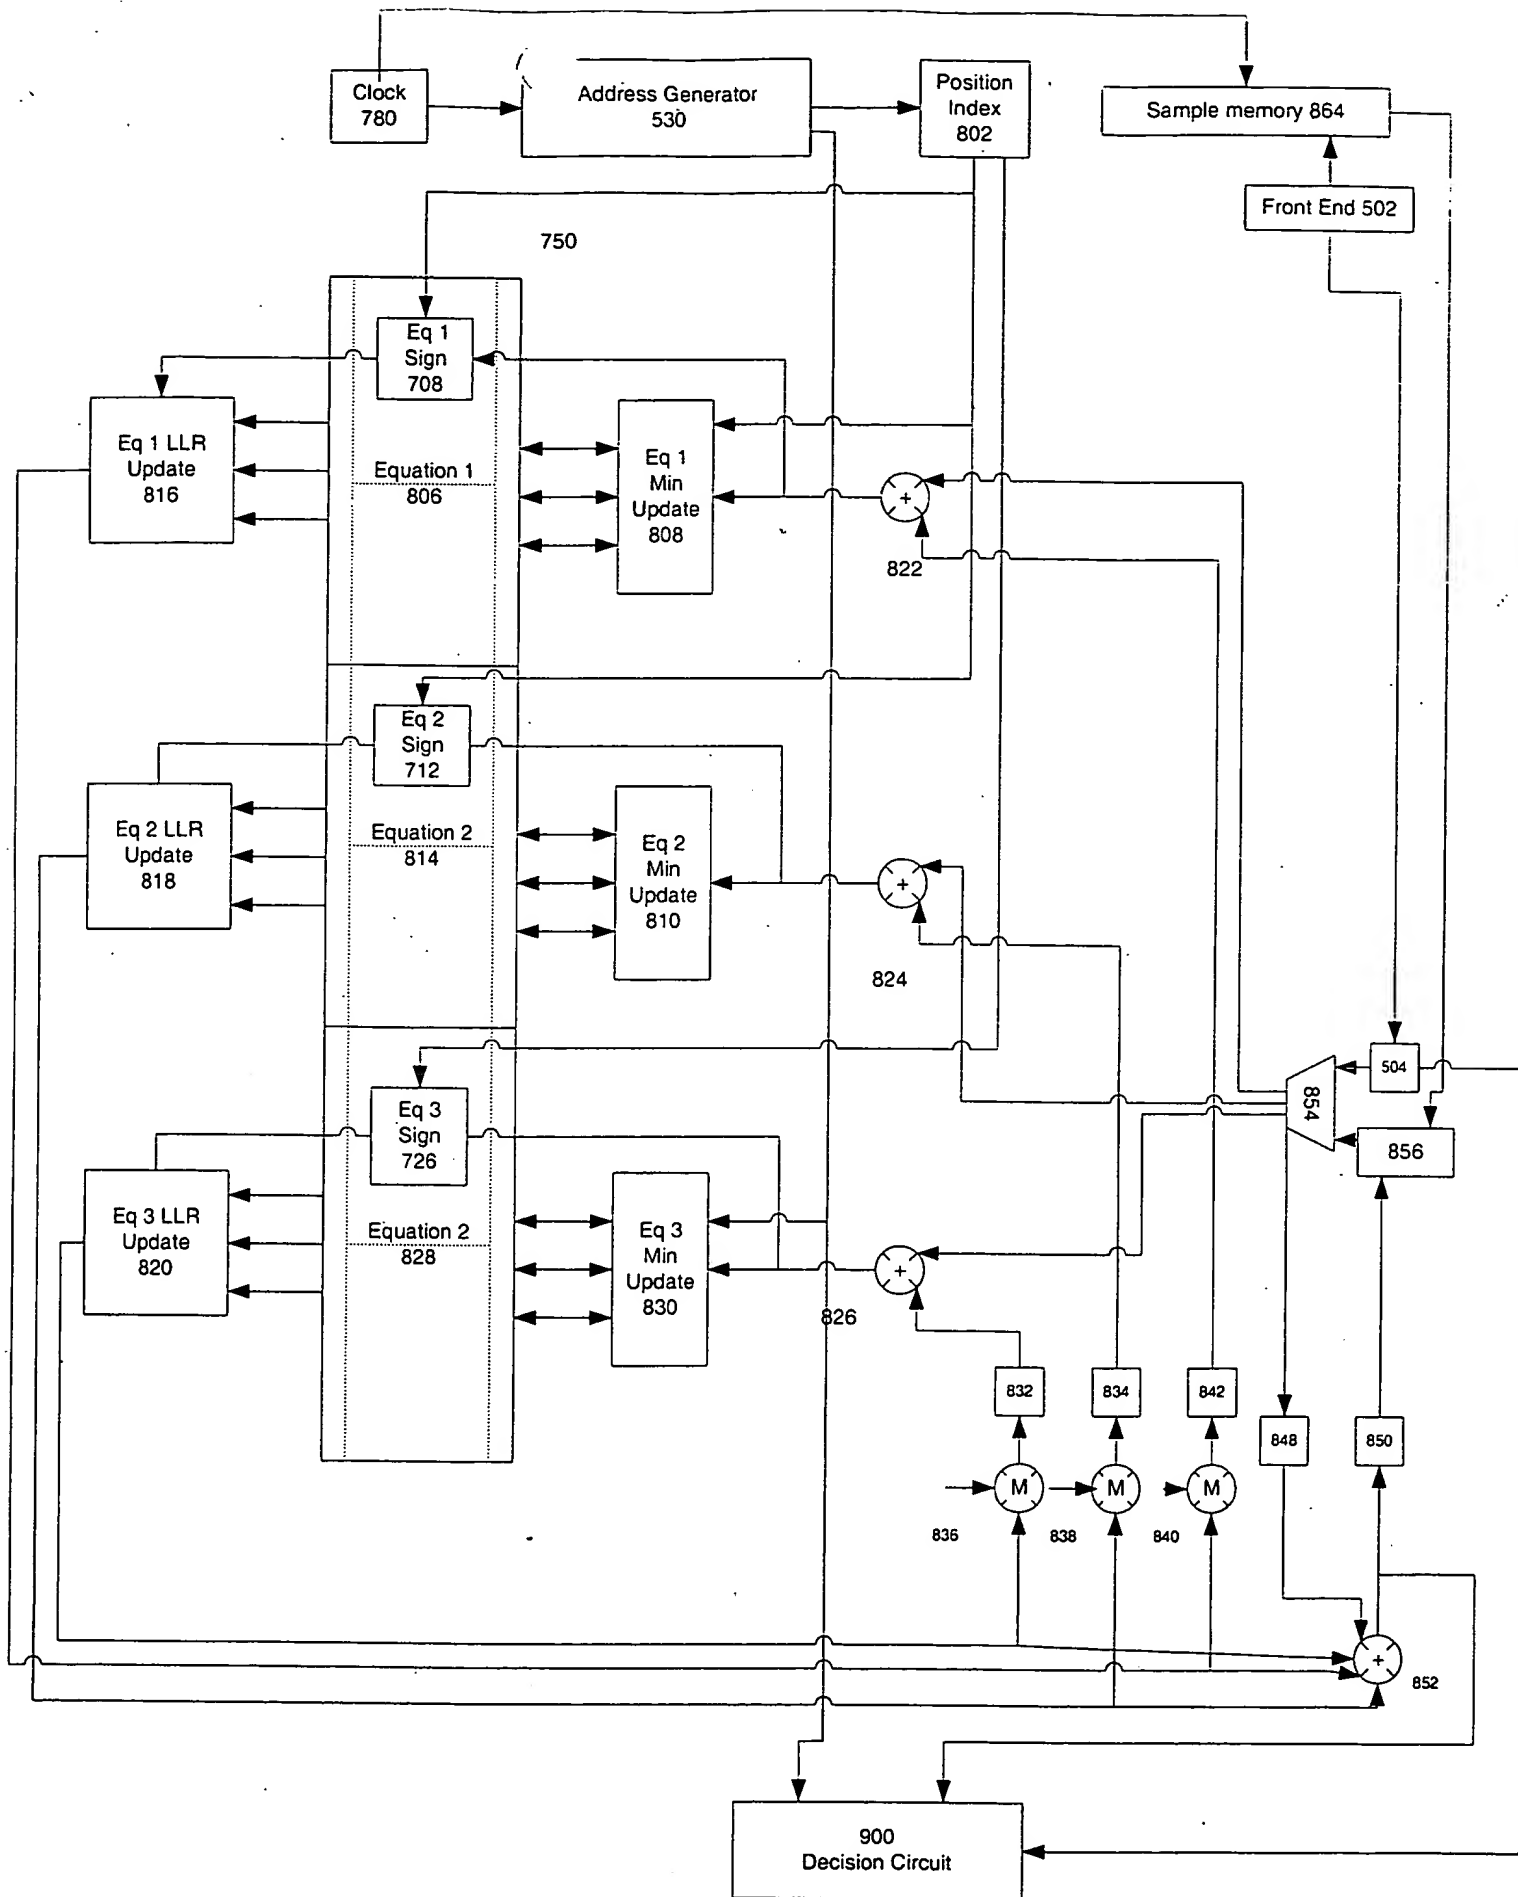 Clock
780
Address Generator
530
Position
Index
802
Sample memory 864
Front End 502
750
Eq 1
Sign
708
Eq 1 LLR
Update
816
Equation 1
806
Eq 1
Min
Update
808
+
822
Eq 2
Sign
712
Eq 2 LLR
Update
818
Equation 2
814
Eq 2
Min
Update
810
+
824
504
854
856
Eq 3
Sign
726
Eq 3 LLR
Update
820
Equation 2
828
Eq 3
Min
Update
830
+
826
832
834
842
848
850
M
M
M
836
838
840
+
852
900
Decision Circuit